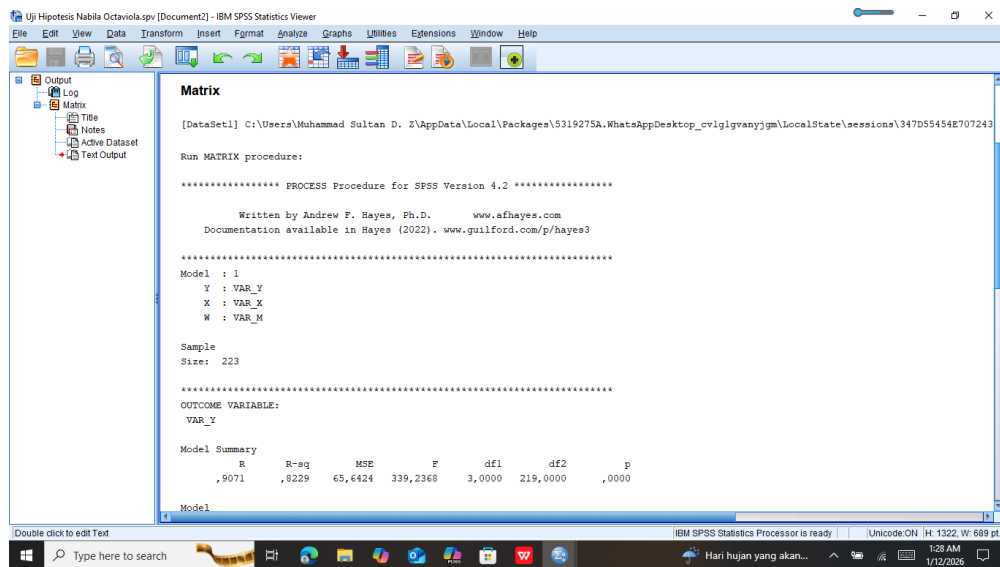 Uji Hipotesis Nabila Octaviola.spv [Document2] - IBM SPSS Statistics Viewer
File Edit View Data Transform Insert Format Analyze Graphs Utilities Extensions Window Help
Output
Log
Matrix
Title
Notes
Active Dataset
Text Output
Matrix
[DataSet1] C:\Users\Muhammad Sultan D. Z\AppData\Local\Packages\5319275A.WhatsAppDesktop_cv1g1gvanyjgm\LocalState\sessions\347D55454E707243
Run MATRIX procedure:
***************** PROCESS Procedure for SPSS Version 4.2 *****************
Written by Andrew F. Hayes, Ph.D. www.afhayes.com
Documentation available in Hayes (2022). www.guilford.com/p/hayes3
**************************************************************************
Model : 1
Y : VAR_Y
X : VAR_X
W : VAR_M
Sample
Size: 223
**************************************************************************
OUTCOME VARIABLE:
VAR_Y
Model Summary
R R-sq MSE F df1 df2 p
,9071 ,8229 65,6424 339,2368 3,0000 219,0000 ,0000
Model
Double click to edit Text
IBM SPSS Statistics Processor is ready
Unicode:ON H: 1322, W: 689 pt.
Type here to search
Hari hujan yang akan...
1:28 AM
1/12/2026